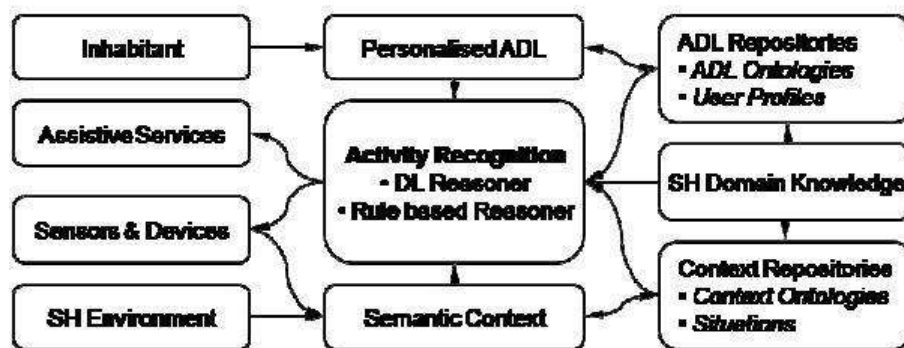 Inhabitant
Personalised ADL
ADL Repositories
▪ ADL Ontologies
▪ User Profiles
Assistive Services
Activity Recognition
▪ DL Reasoner
▪ Rule based Reasoner
SH Domain Knowledge
Sensors & Devices
Context Repositories
▪ Context Ontologies
▪ Situations
SH Environment
Semantic Context